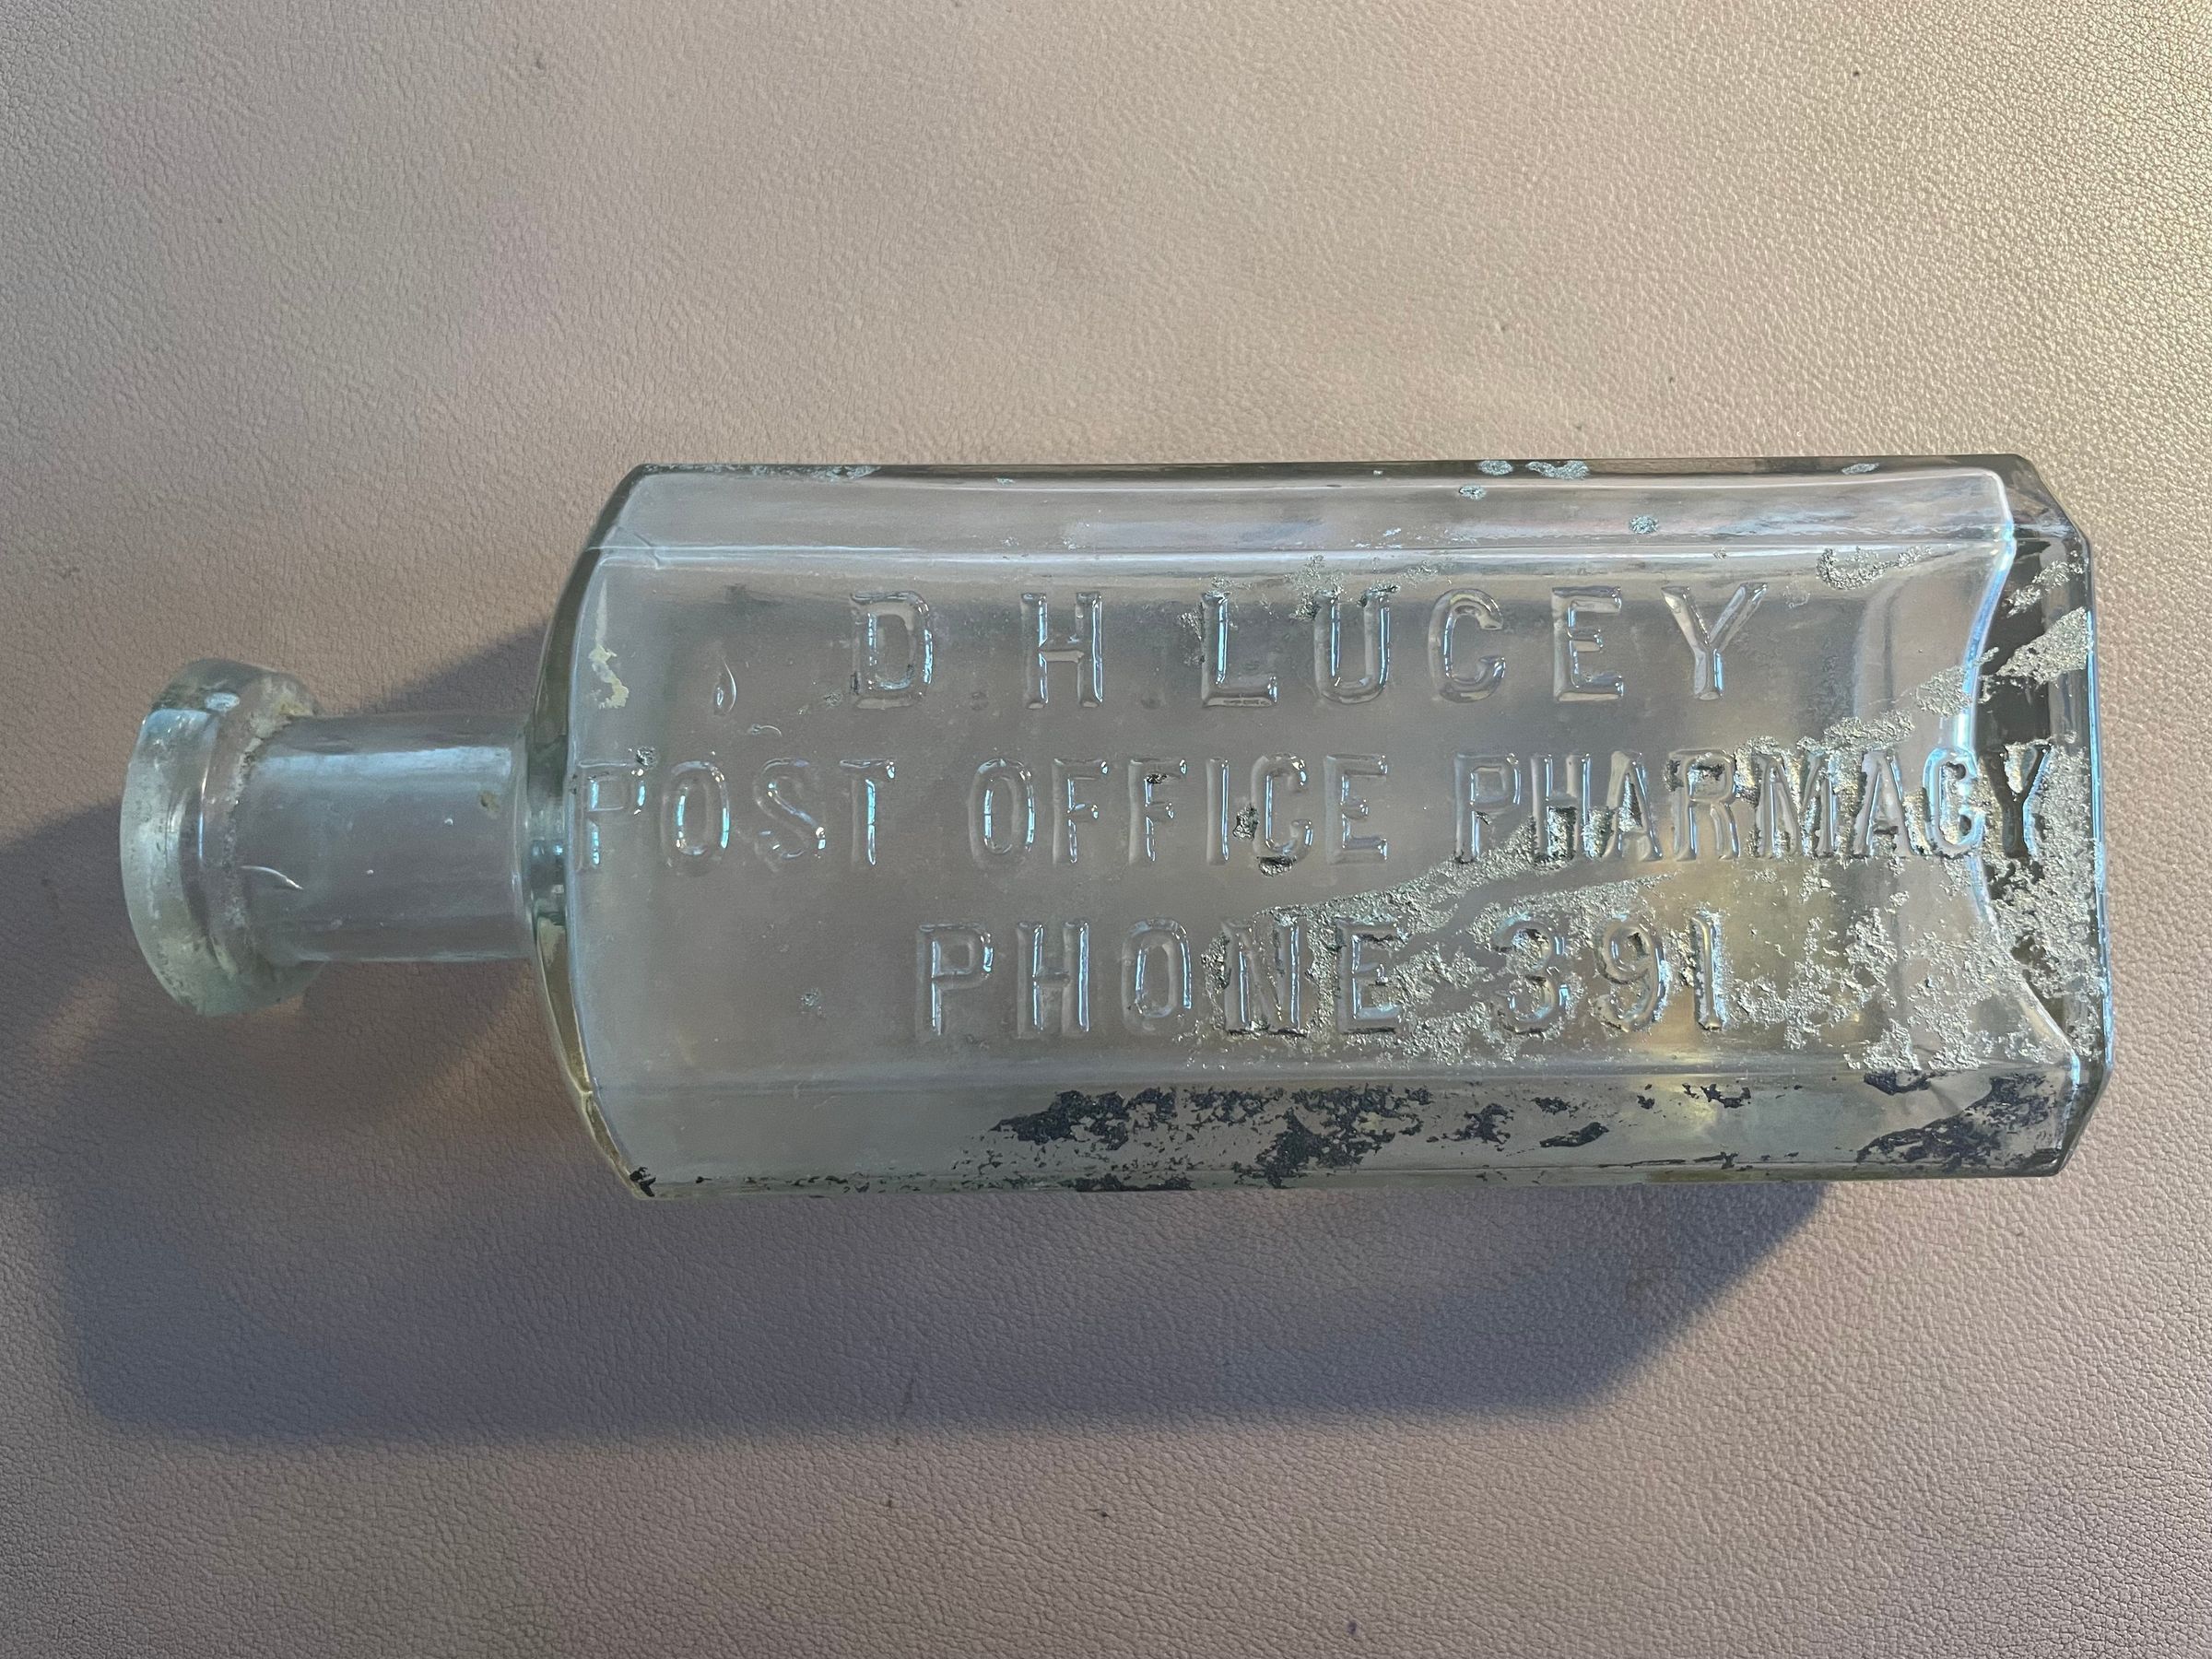 D. H. LUCEY
POST OFFICE PHARMACY
PHONE 391